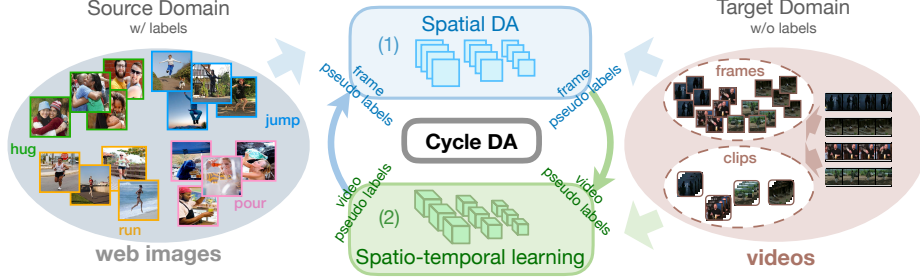 Source Domain
w/ labels
hug
jump
run
pour
web images
Spatial DA
(1)
frame
pseudo labels
frame
pseudo labels
Cycle DA
video
pseudo labels
video
pseudo labels
(2)
Spatio-temporal learning
Target Domain
w/o labels
frames
clips
videos